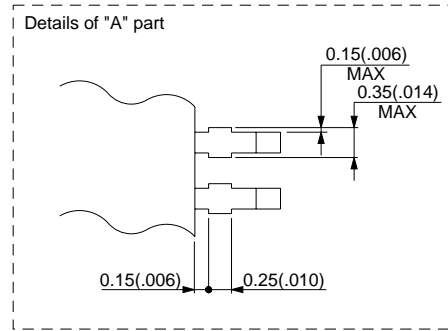 Details of "A" part
0.15(.006)
MAX
0.35(.014)
MAX
0.15(.006)
0.25(.010)